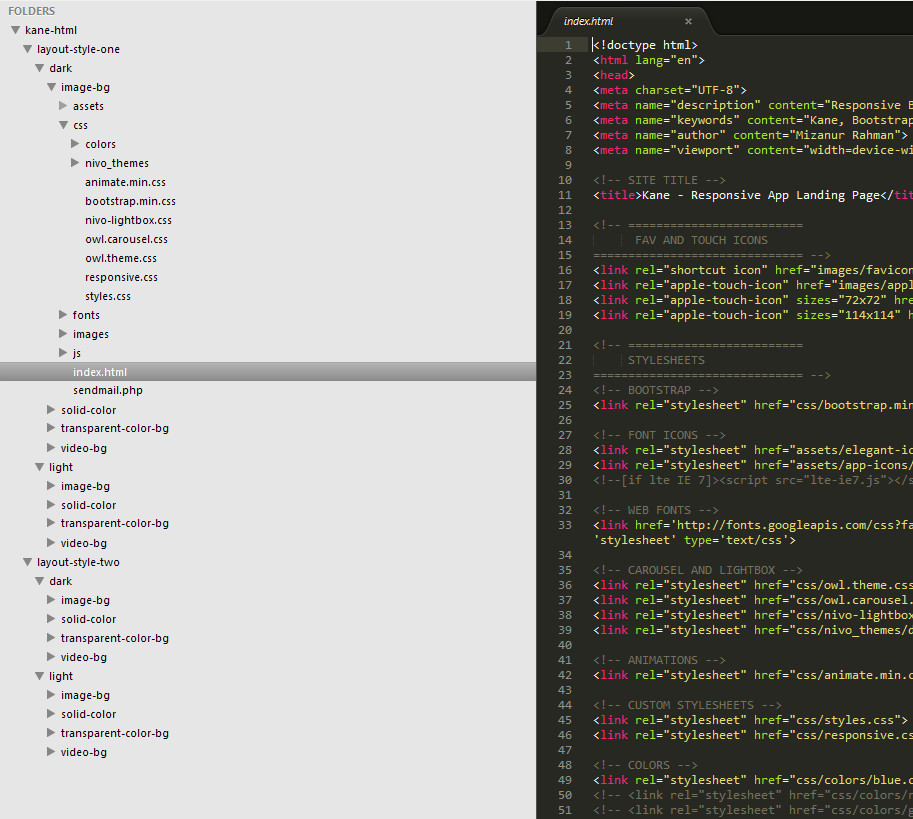 FOLDERS
kane-html
layout-style-one
dark
image-bg
assets
css
colors
nivo_themes
animate.min.css
bootstrap.min.css
nivo-lightbox.css
owl.carousel.css
owl.theme.css
responsive.css
styles.css
fonts
images
js
index.html
sendmail.php
solid-color
transparent-color-bg
video-bg
light
image-bg
solid-color
transparent-color-bg
video-bg
layout-style-two
dark
image-bg
solid-color
transparent-color-bg
video-bg
light
image-bg
solid-color
transparent-color-bg
video-bg
index.html ×
1 <!doctype html>
2 <html lang="en">
3 <head>
4 <meta charset="UTF-8">
5 <meta name="description" content="Responsive B
6 <meta name="keywords" content="Kane, Bootstrap
7 <meta name="author" content="Mizanur Rahman">
8 <meta name="viewport" content="width=device-wi
9
10 <!-- SITE TITLE -->
11 <title>Kane - Responsive App Landing Page</tit
12
13 <!-- =========================
14 FAV AND TOUCH ICONS
15 ============================== -->
16 <link rel="shortcut icon" href="images/favicon
17 <link rel="apple-touch-icon" href="images/appl
18 <link rel="apple-touch-icon" sizes="72x72" hre
19 <link rel="apple-touch-icon" sizes="114x114" h
20
21 <!-- =========================
22 STYLESHEETS
23 ============================== -->
24 <!-- BOOTSTRAP -->
25 <link rel="stylesheet" href="css/bootstrap.min
26
27 <!-- FONT ICONS -->
28 <link rel="stylesheet" href="assets/elegant-ic
29 <link rel="stylesheet" href="assets/app-icons/
30 <!--[if lte IE 7]><script src="lte-ie7.js"></s
31
32 <!-- WEB FONTS -->
33 <link href='http://fonts.googleapis.com/css?fa
'stylesheet' type='text/css'>
34
35 <!-- CAROUSEL AND LIGHTBOX -->
36 <link rel="stylesheet" href="css/owl.theme.css
37 <link rel="stylesheet" href="css/owl.carousel.
38 <link rel="stylesheet" href="css/nivo-lightbox
39 <link rel="stylesheet" href="css/nivo_themes/d
40
41 <!-- ANIMATIONS -->
42 <link rel="stylesheet" href="css/animate.min.c
43
44 <!-- CUSTOM STYLESHEETS -->
45 <link rel="stylesheet" href="css/styles.css">
46 <link rel="stylesheet" href="css/responsive.cs
47
48 <!-- COLORS -->
49 <link rel="stylesheet" href="css/colors/blue.c
50 <!-- <link rel="stylesheet" href="css/colors/r
51 <!-- <link rel="stylesheet" href="css/colors/g